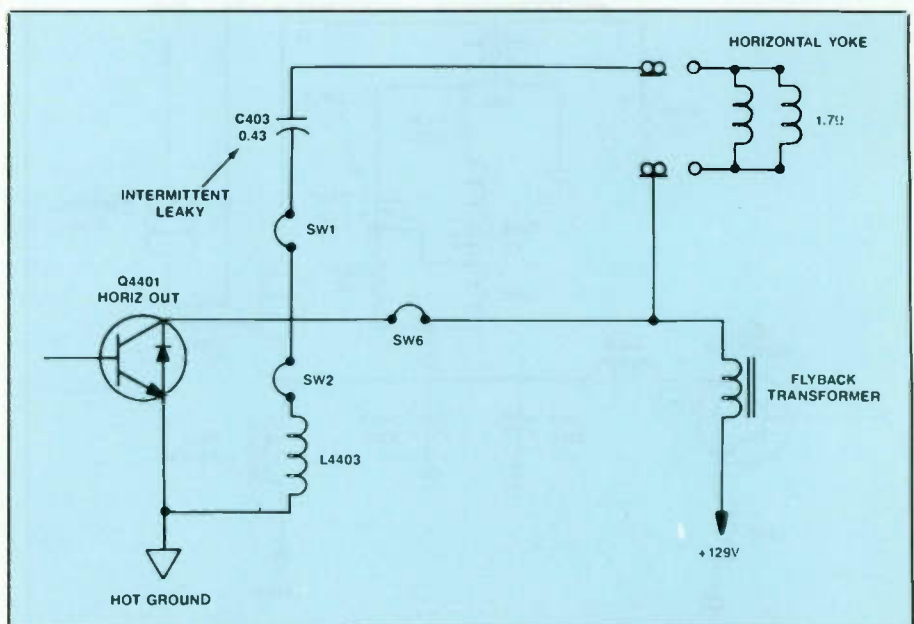 HORIZONTAL YOKE
C403
0.43
1.7Ω
INTERMITTENT
LEAKY
SW1
Q4401
HORIZ OUT
SW6
SW2
FLYBACK
TRANSFORMER
L4403
+129V
HOT GROUND